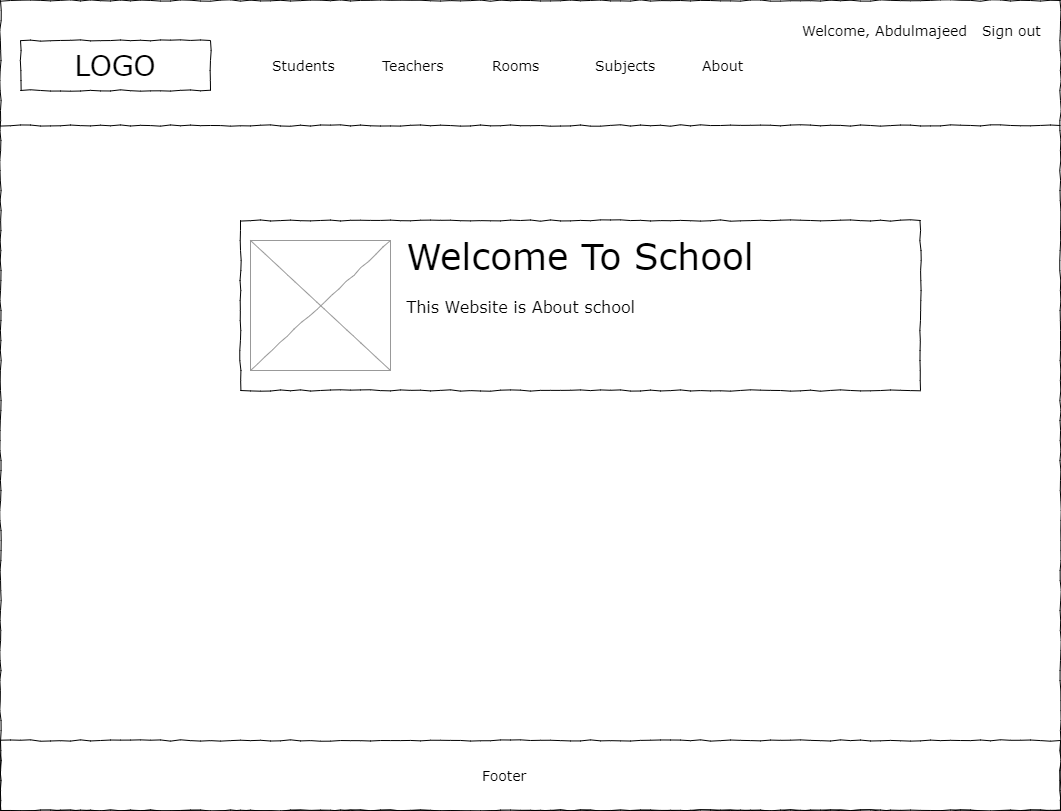 Welcome, Abdulmajeed Sign out
LOGO Students Teachers Rooms Subjects About
Welcome To School
This Website is About school
Footer